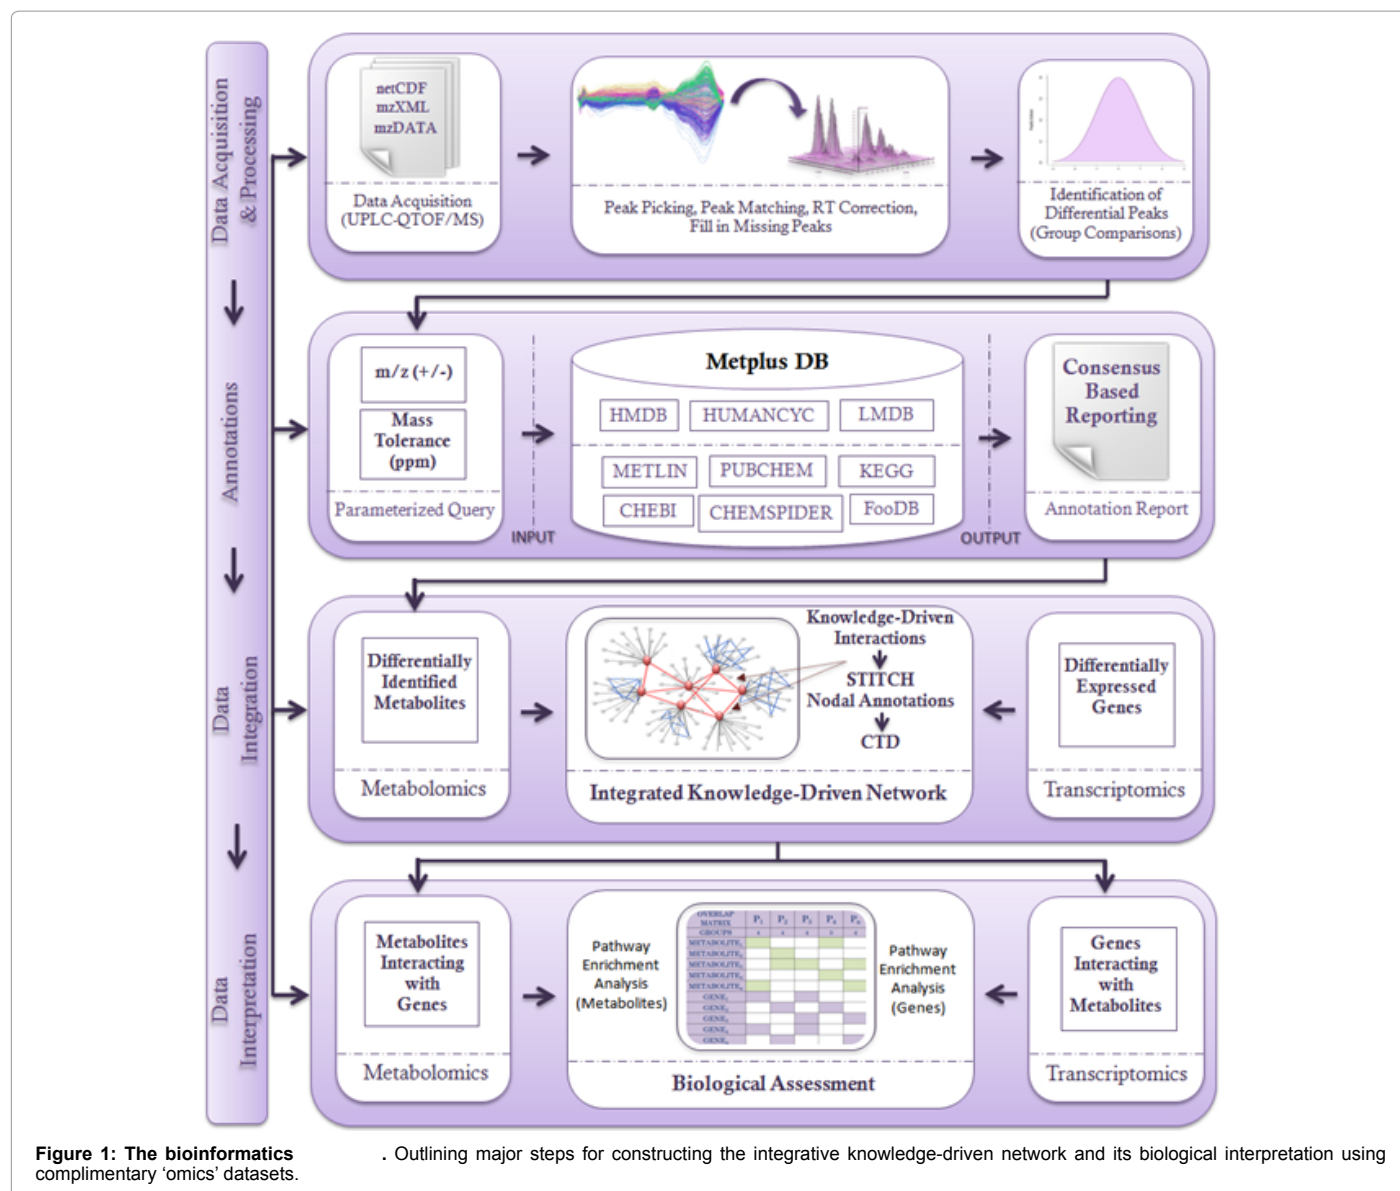 Data Acquisition
& Processing
Annotations
Data
Integration
Data
Interpretation
netCDF
mzXML
mzDATA
Data Acquisition
(UPLC-QTOF/MS)
Peak Picking, Peak Matching, RT Correction,
Fill in Missing Peaks
Identification of
Differential Peaks
(Group Comparisons)
m/z (+/-)
Mass
Tolerance
(ppm)
Parameterized Query
INPUT
Metplus DB
HMDB HUMANCYC LMDB
METLIN PUBCHEM KEGG
CHEBI CHEMSPIDER FooDB
OUTPUT
Consensus
Based
Reporting
Annotation Report
Differentially
Identified
Metabolites
Metabolomics
Knowledge-Driven
Interactions
STITCH
Nodal Annotations
CTD
Integrated Knowledge-Driven Network
Differentially
Expressed
Genes
Transcriptomics
Metabolites
Interacting
with
Genes
Metabolomics
Pathway
Enrichment
Analysis
(Metabolites)
OVERLAP
MATRIX
GROUPS
Pathway
Enrichment
Analysis
(Genes)
Biological Assessment
Genes
Interacting
with
Metabolites
Transcriptomics
Figure 1: The bioinformatics . Outlining major steps for constructing the integrative knowledge-driven network and its biological interpretation using
complimentary ‘omics’ datasets.